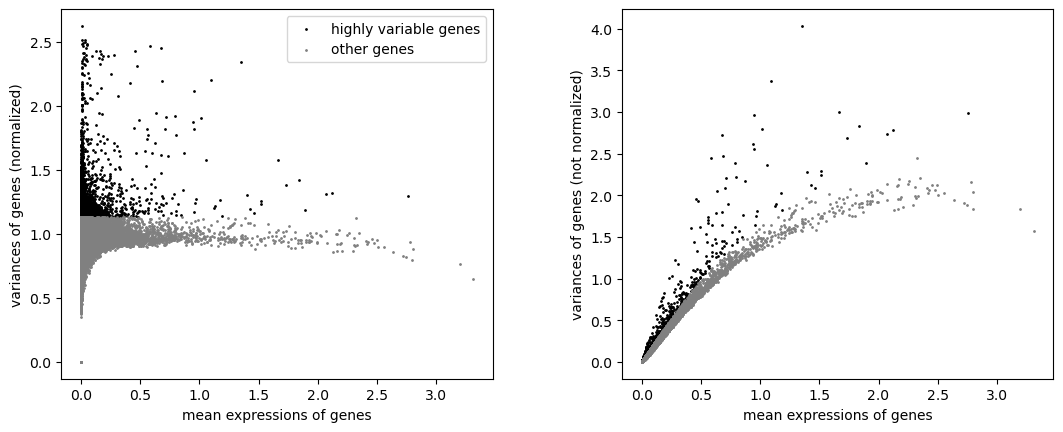 highly variable genes
other genes
variances of genes (normalized)
2.5
2.0
1.5
1.0
0.5
0.0
0.0 0.5 1.0 1.5 2.0 2.5 3.0
mean expressions of genes
variances of genes (not normalized)
4.0
3.5
3.0
2.5
2.0
1.5
1.0
0.5
0.0
0.0 0.5 1.0 1.5 2.0 2.5 3.0
mean expressions of genes